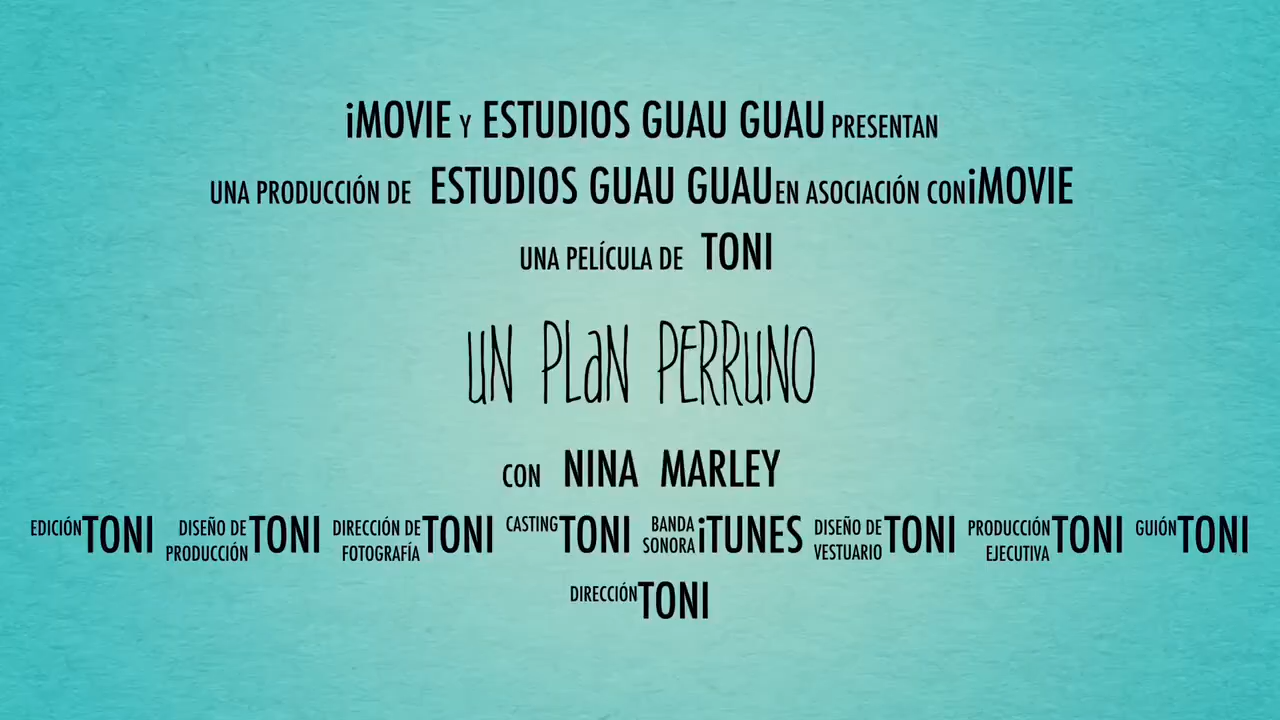 iMOVIE Y ESTUDIOS GUAU GUAU PRESENTAN
UNA PRODUCCIÓN DE ESTUDIOS GUAU GUAU EN ASOCIACIÓN CON iMOVIE
UNA PELÍCULA DE TONI
UN PLaN PERRUNO
CON NINA MARLEY
EDICIÓN TONI DISEÑO DE PRODUCCIÓN TONI DIRECCIÓN DE FOTOGRAFÍA TONI CASTING TONI BANDA SONORA iTUNES DISEÑO DE VESTUARIO TONI PRODUCCIÓN EJECUTIVA TONI GUIÓN TONI
DIRECCIÓN TONI